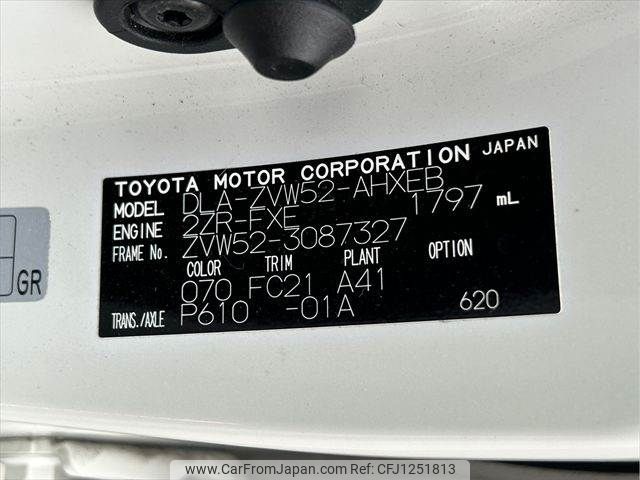 TOYOTA MOTOR CORPORATION JAPAN
MODEL DLA-ZVW52-AHXEB
ENGINE 2ZR-FXE 1797 mL
FRAME No. ZVW52-3087327
COLOR TRIM PLANT OPTION
070 FC21 A41
TRANS./AXLE P610 -01A 620
GR
www.CarFromJapan.com - CFJ1251813